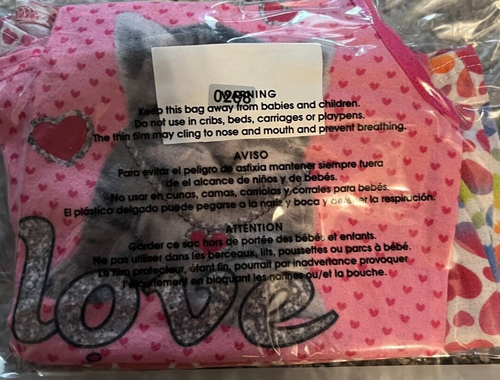 0268
WARNING
Keep this bag away from babies and children.
Do not use in cribs, beds, carriages or playpens.
The thin film may cling to nose and mouth and prevent breathing.
AVISO
Para evitar el peligro de asfixia mantener siempre fuera
de el alcance de niños y de bebés.
No usar en cunas, camas, carriolas y corrales para bebés.
El plástico delgado puede pegarse a la nariz y boca y detener la respiración.
ATTENTION
Garder ce sac hors de portée des bébés et enfants.
Ne pas utiliser dans les berceaux, lits, poussettes ou parcs à bébé.
Le film protecteur, étant fin, pourrait par inadvertance provoquer
l'étouffement en bloquant les narines ou/et la bouche.
love